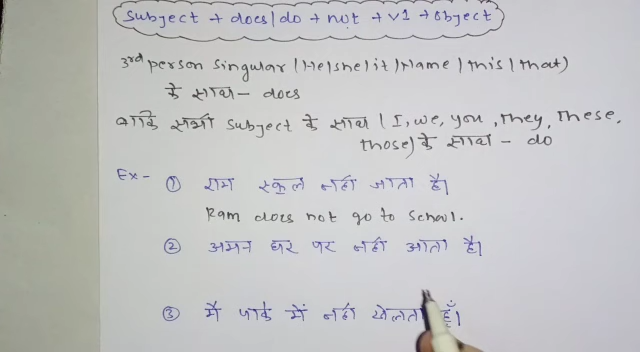 Subject + does/do + not + v1 + object
3rd person singular (He/she/it/Name/this/that)
के साथ - does
बाकि सभी subject के साथ (I, we, you, They, These,
Those) के साथ - do
Ex- ① राम स्कुल नहीं जाता है।
Ram does not go to school.
② अमन घर पर नहीं आता है।
③ मैं पार्क में नहीं खेलता हूँ।